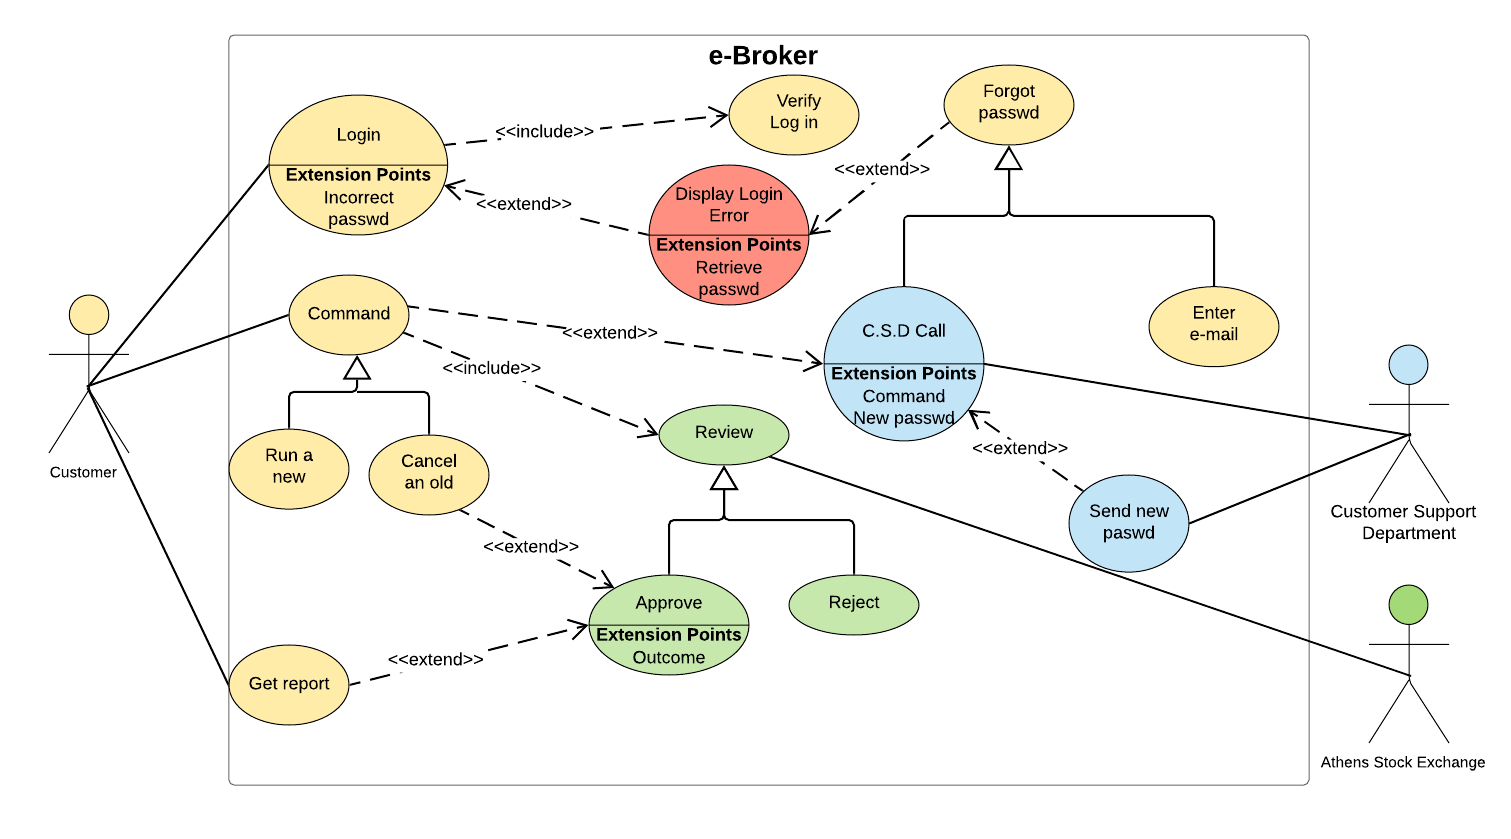 e-Broker
Verify
Log in
Forgot
passwd
Login
<<include>>
Extension Points
Incorrect
passwd
<<extend>>
<<extend>>
Display Login
Error
Extension Points
Retrieve
passwd
Command
<<extend>>
<<include>>
C.S.D Call
Extension Points
Command
New passwd
Enter
e-mail
Run a
new
Cancel
an old
Review
<<extend>>
Customer
Send new
paswd
Customer Support
Department
<<extend>>
Approve
Extension Points
Outcome
Reject
<<extend>>
Get report
Athens Stock Exchange